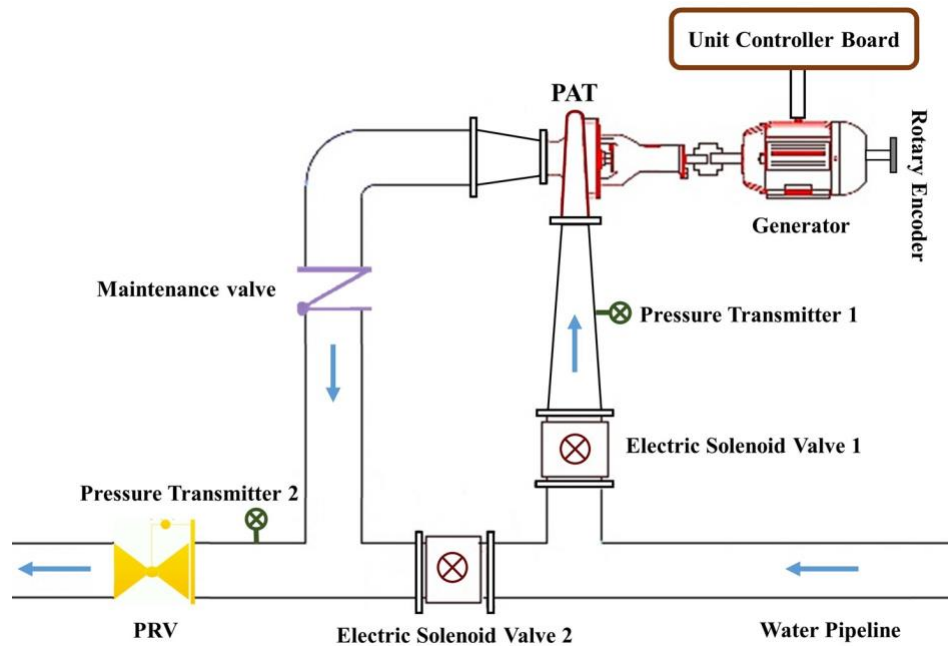 Unit Controller Board
PAT
Rotary Encoder
Generator
Maintenance valve
Pressure Transmitter 1
Electric Solenoid Valve 1
Pressure Transmitter 2
PRV
Electric Solenoid Valve 2
Water Pipeline